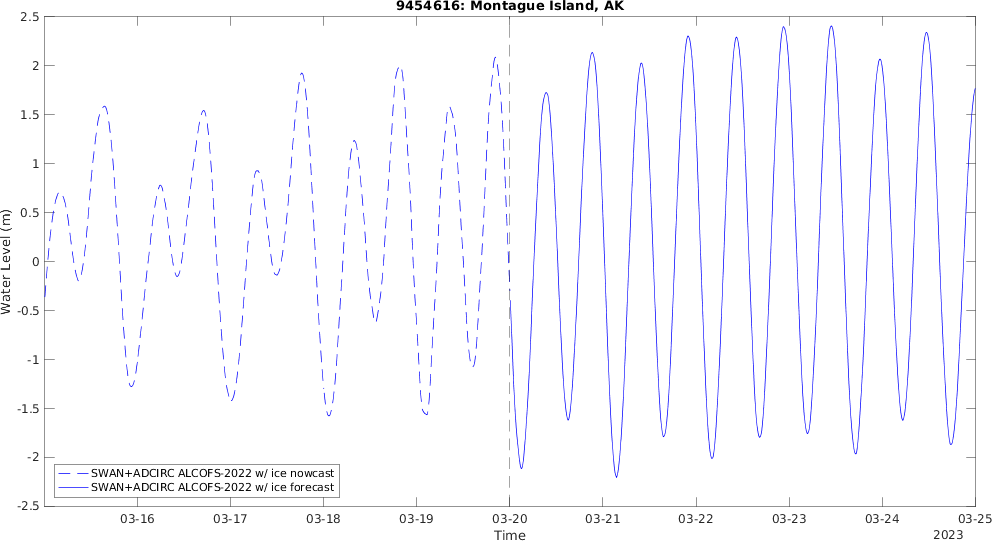 9454616: Montague Island, AK
Water Level (m)
2.5
2
1.5
1
0.5
0
-0.5
-1
-1.5
-2
-2.5
SWAN+ADCIRC ALCOFS-2022 w/ ice nowcast
SWAN+ADCIRC ALCOFS-2022 w/ ice forecast
03-16 03-17 03-18 03-19 03-20 03-21 03-22 03-23 03-24 03-25
Time
2023